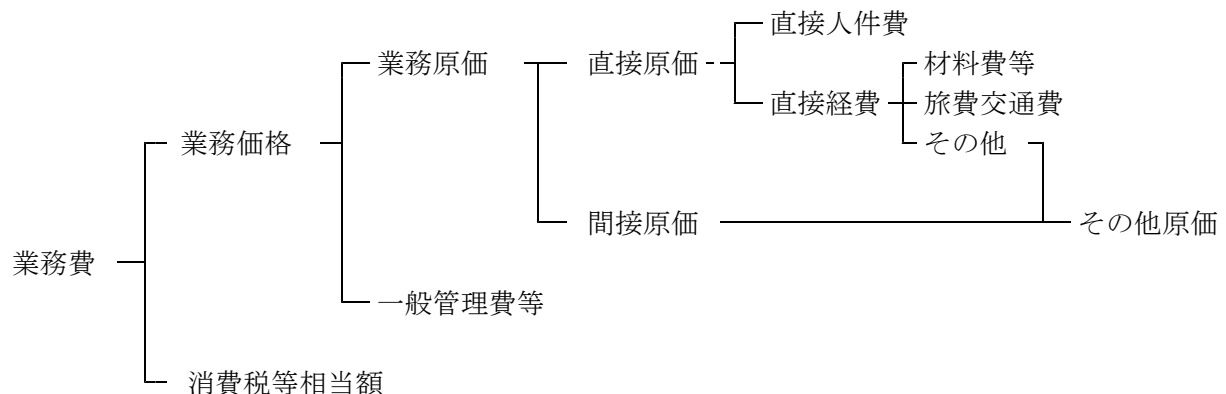 直接人件費
業務原価 直接原価 材料費等
直接経費 旅費交通費
業務価格 その他
間接原価 その他原価
業務費
一般管理費等
消費税等相当額